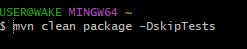 USER@WAKE MINGW64 ~
$ mvn clean package -DskipTests